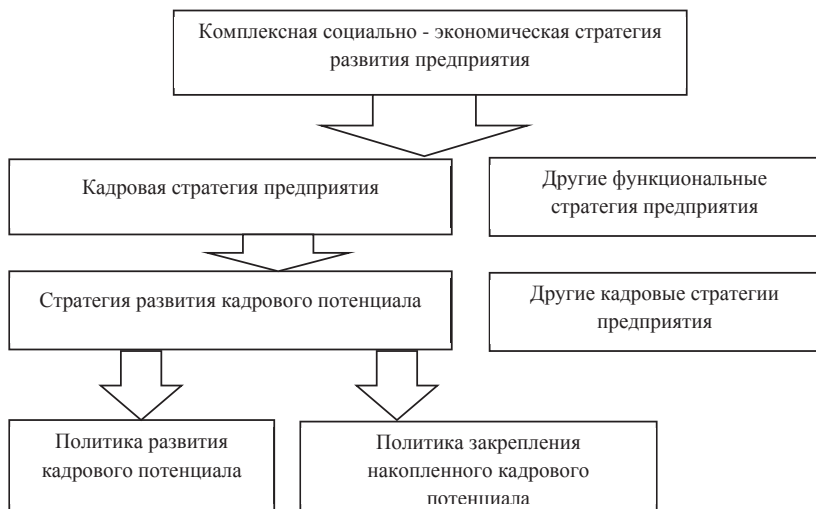 Комплексная социально - экономическая стратегия
развития предприятия
Кадровая стратегия предприятия
Другие функциональные
стратегия предприятия
Стратегия развития кадрового потенциала
Другие кадровые стратегии
предприятия
Политика развития
кадрового потенциала
Политика закрепления
накопленного кадрового
потенциала